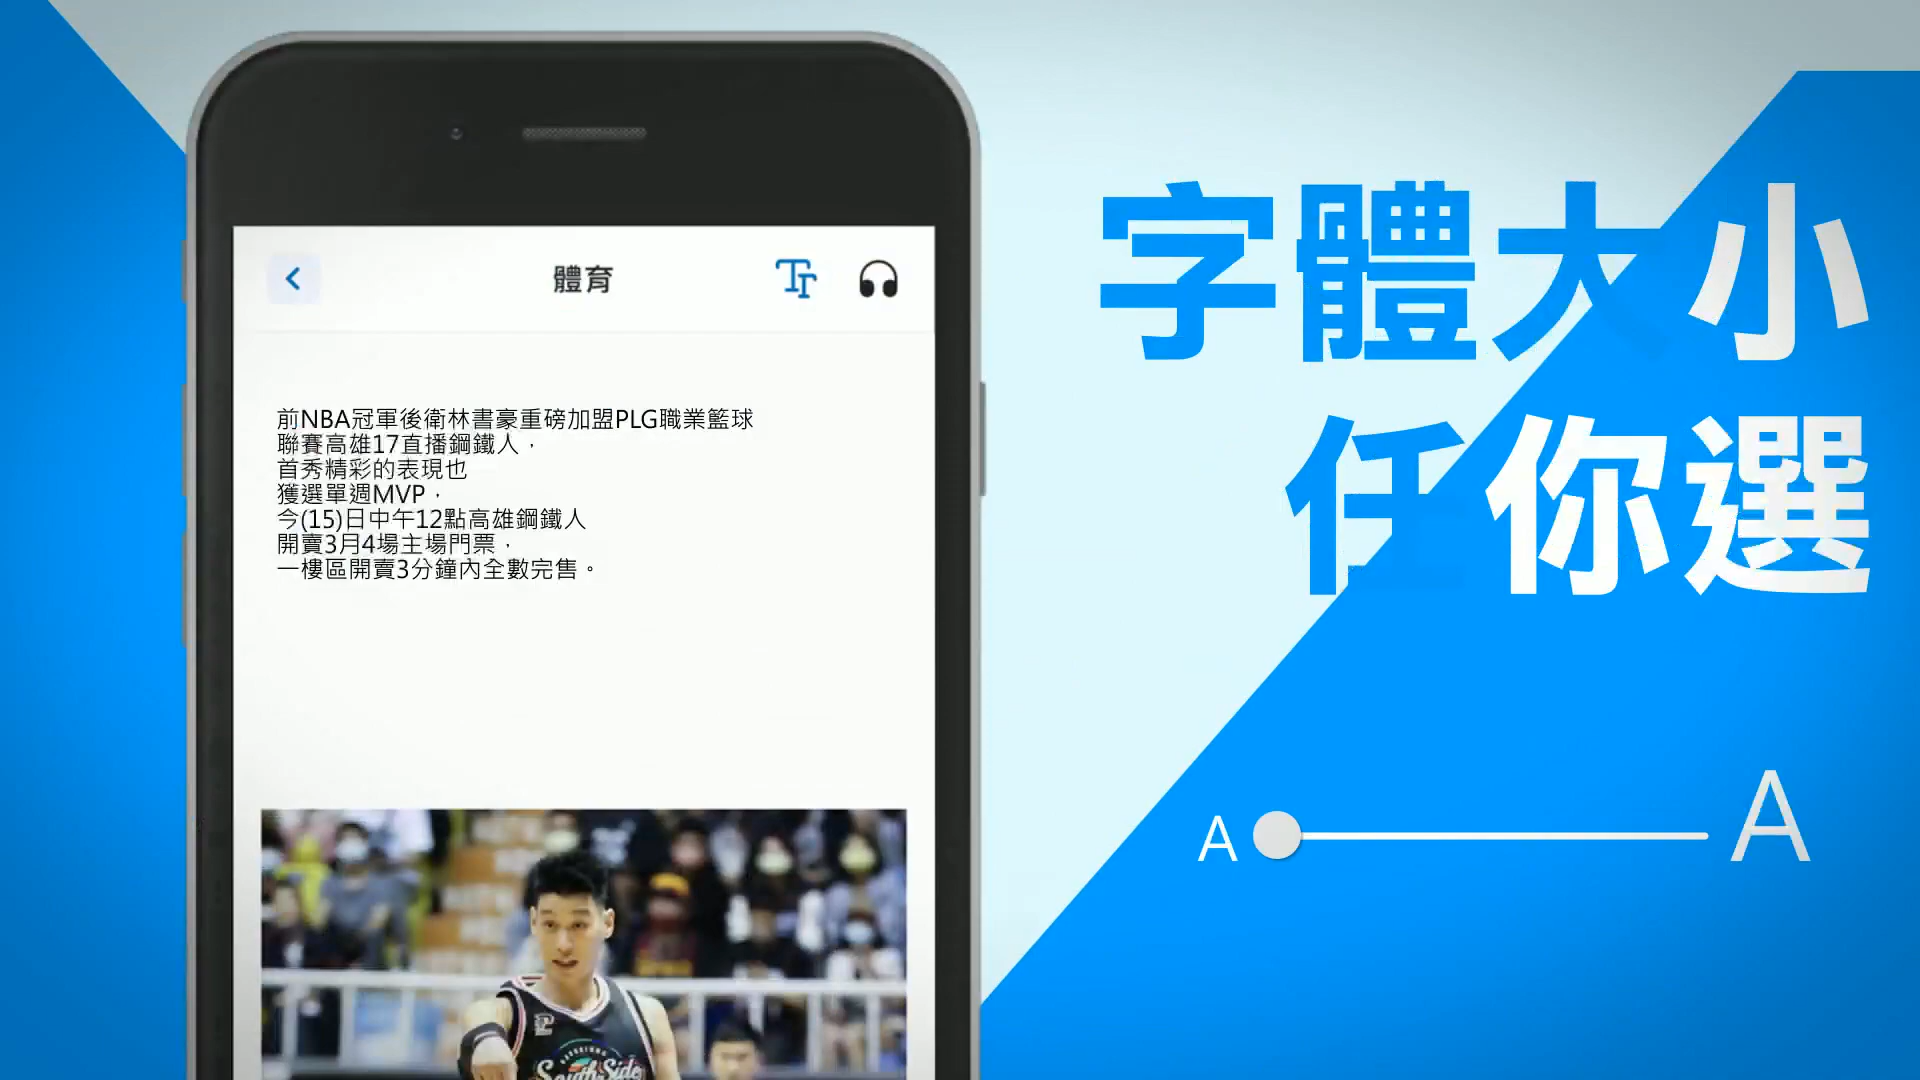 體育
前NBA冠軍後衛林書豪重磅加盟PLG職業籃球
聯賽高雄17直播鋼鐵人，
首秀精彩的表現也
獲選單週MVP，
今(15)日中午12點高雄鋼鐵人
開賣3月4場主場門票，
一樓區開賣3分鐘內全數完售。
SouthSide
字體大小
任你選
A A